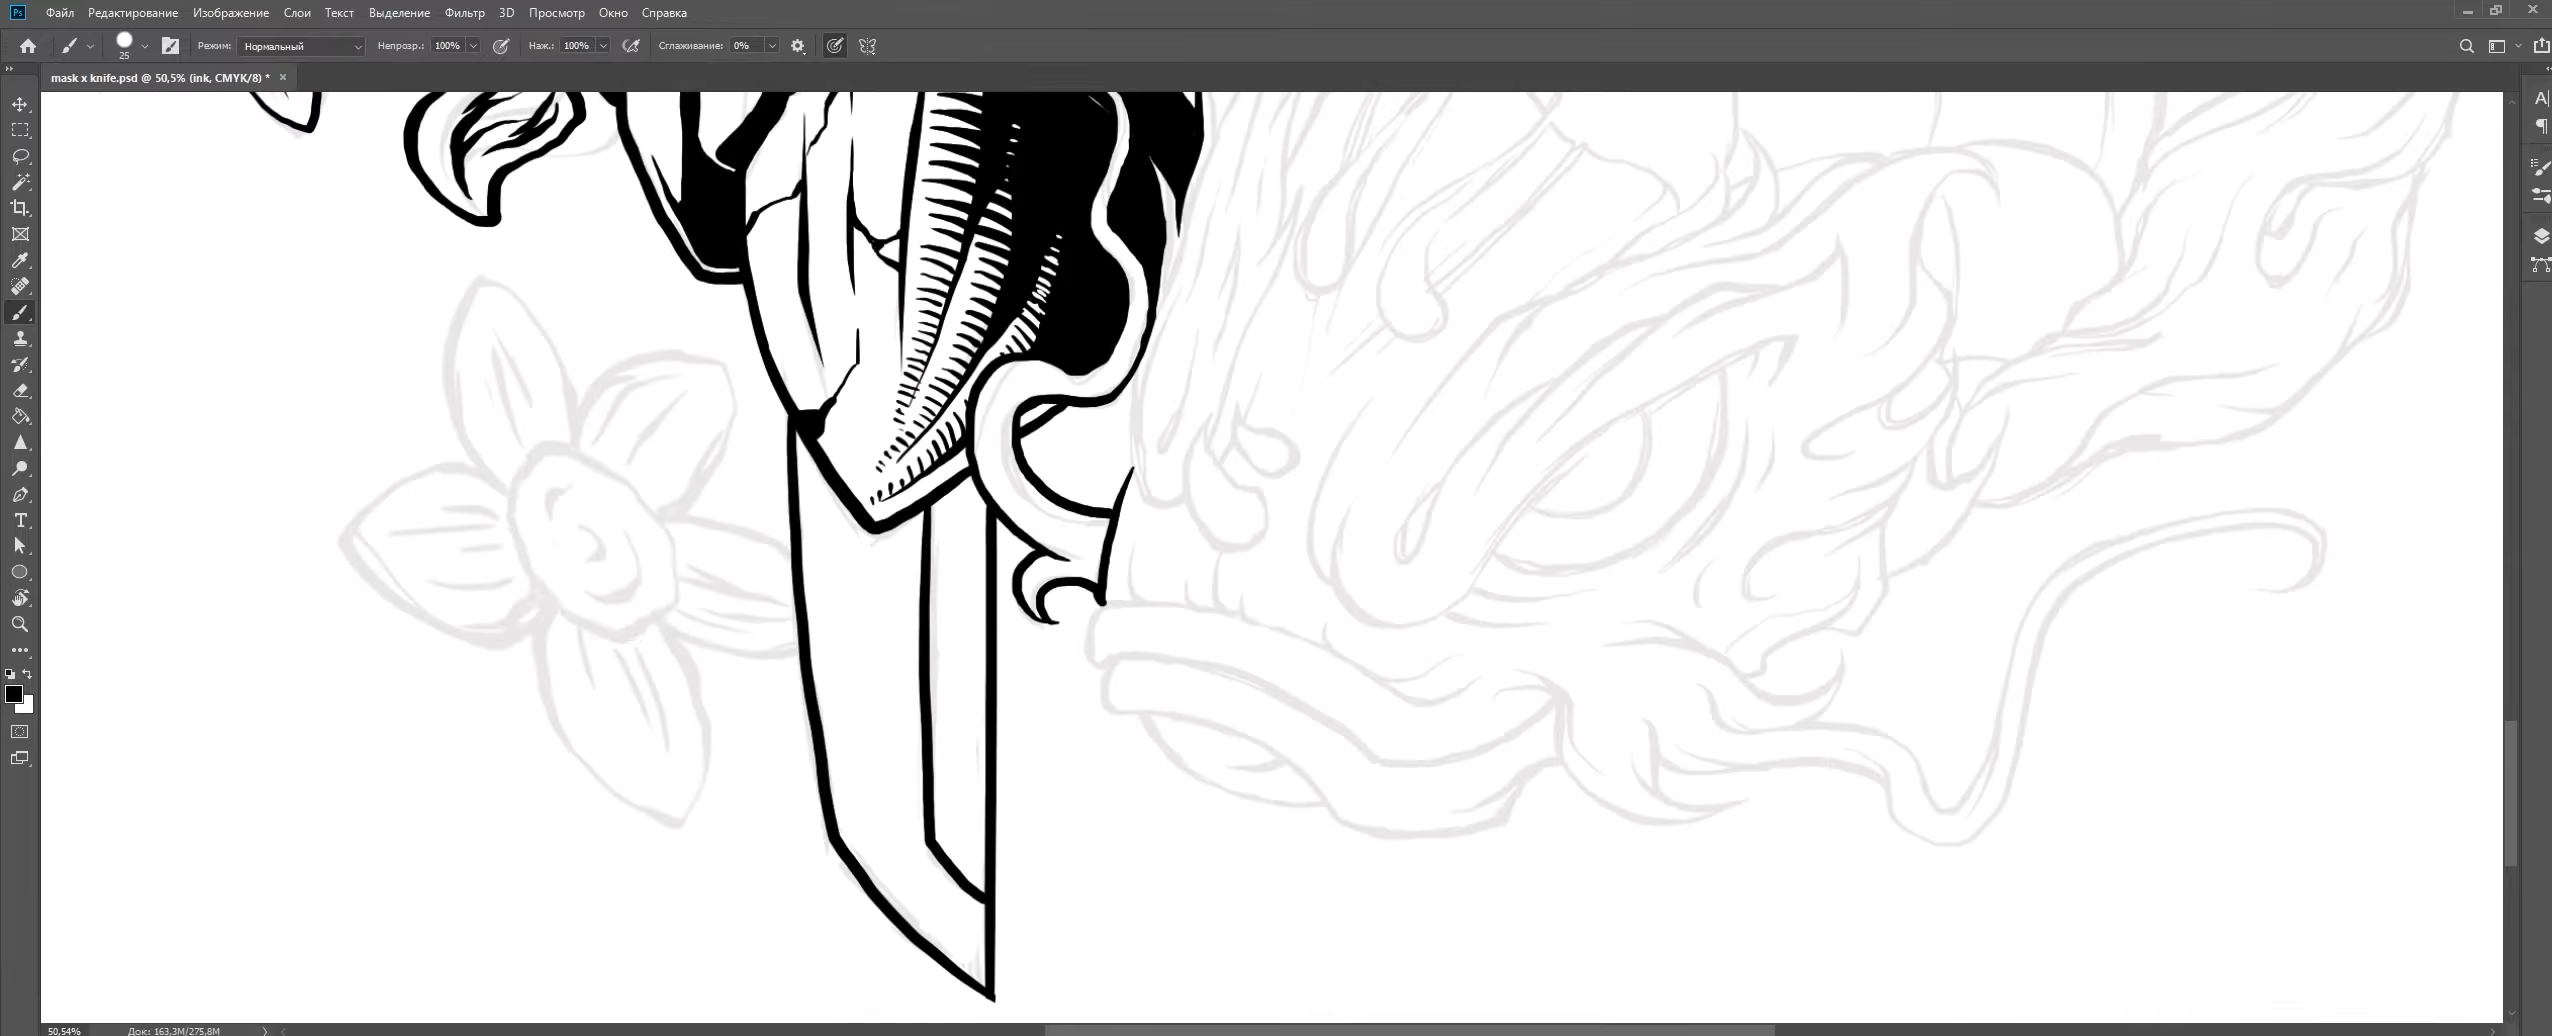 Ps Файл Редактирование Изображение Слои Текст Выделение Фильтр 3D Просмотр Окно Справка
25 Режим: Нормальный Непрозр.: 100% Наж.: 100% Сглаживание: 0%
mask x knife.psd @ 50,5% (ink, CMYK/8) * ×
50,54% Док: 163,3M/275,8M